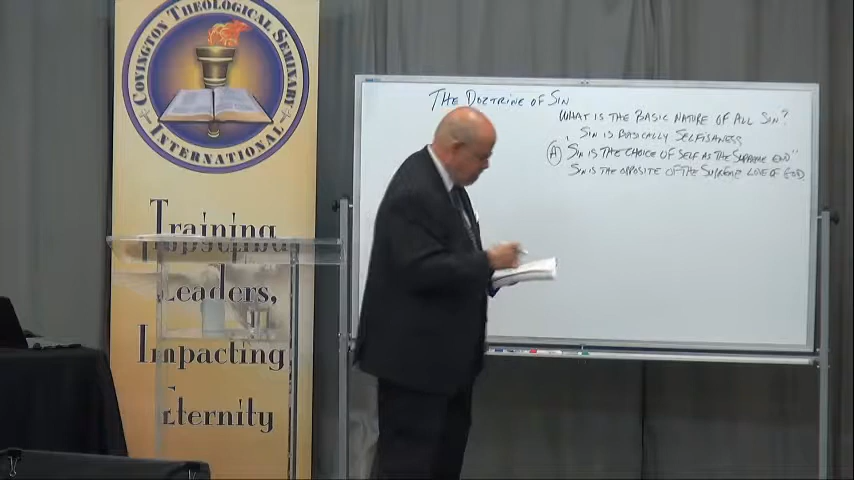 COVINGTON THEOLOGICAL SEMINARY
INTERNATIONAL
Training
Leaders,
Impacting
Eternity
THE DOCTRINE OF SIN
WHAT IS THE BASIC NATURE OF ALL SIN?
SIN IS BASICALLY SELFISHNESS
(A) SIN IS THE CHOICE OF SELF AS THE SUPREME END"
SIN IS THE OPPOSITE OF THE SUPREME LOVE OF GOD